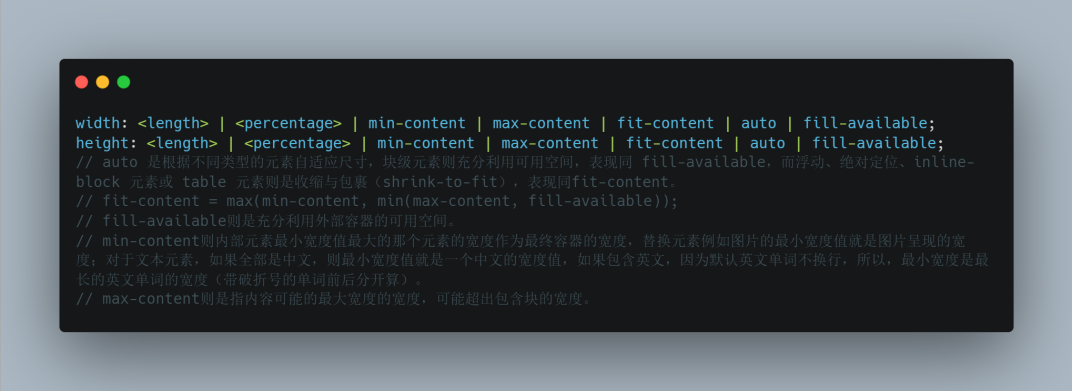 width: <length> | <percentage> | min-content | max-content | fit-content | auto | fill-available;
height: <length> | <percentage> | min-content | max-content | fit-content | auto | fill-available;
// auto 是根据不同类型的元素自适应尺寸，块级元素则充分利用可用空间，表现同 fill-available，而浮动、绝对定位、inline-
block 元素或 table 元素则是收缩与包裹（shrink-to-fit），表现同fit-content。
// fit-content = max(min-content, min(max-content, fill-available));
// fill-available则是充分利用外部容器的可用空间。
// min-content则内部元素最小宽度值最大的那个元素的宽度作为最终容器的宽度，替换元素例如图片的最小宽度值就是图片呈现的宽
度；对于文本元素，如果全部是中文，则最小宽度值就是一个中文的宽度值，如果包含英文，因为默认英文单词不换行，所以，最小宽度是最
长的英文单词的宽度（带破折号的单词前后分开算）。
// max-content则是指内容可能的最大宽度的宽度，可能超出包含块的宽度。